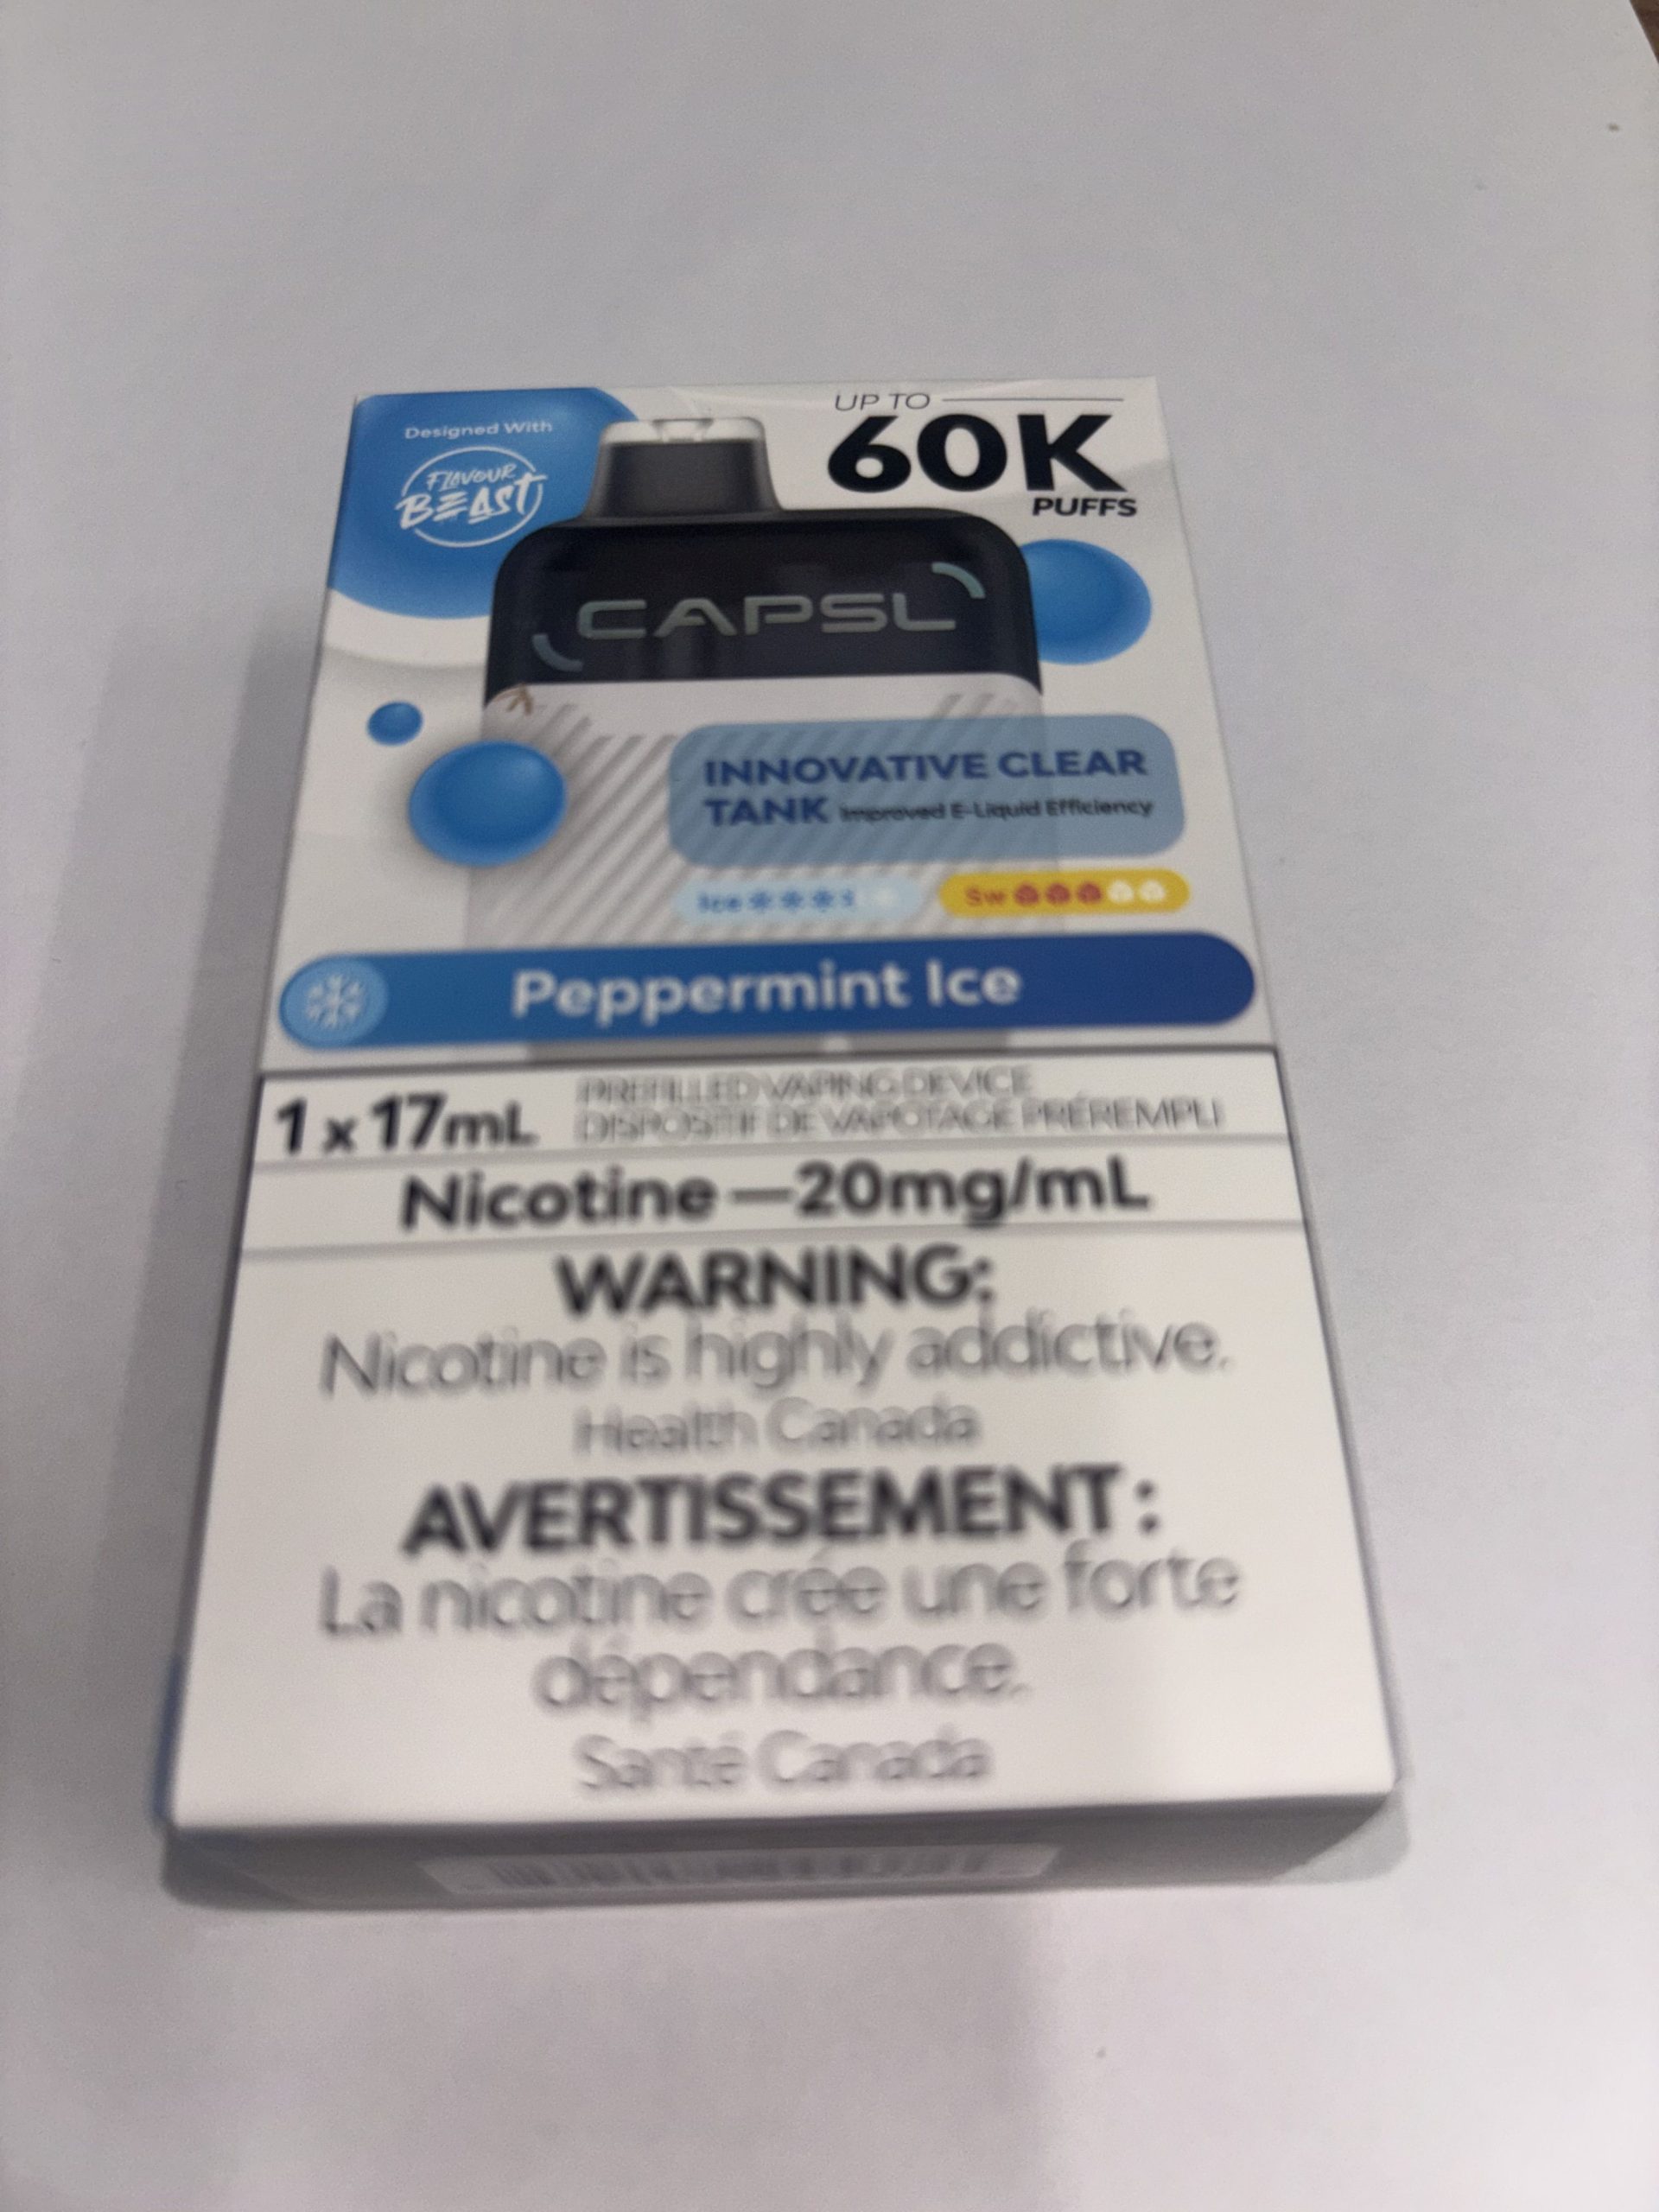 Designed With
FLAVOUR
BEAST
UP TO
60K
PUFFS
CAPSL
INNOVATIVE CLEAR
TANK Improved E-Liquid Efficiency
Ice
Sw
Peppermint Ice
1 x 17mL
PREFILLED VAPING DEVICE
DISPOSITIF DE VAPOTAGE PRÉREMPLI
Nicotine — 20mg/mL
WARNING:
Nicotine is highly addictive.
Health Canada
AVERTISSEMENT :
La nicotine crée une forte
dépendance.
Santé Canada